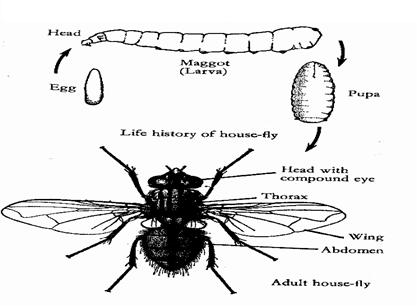 Head
Maggot
(Larva)
Egg
Pupa
Life history of house-fly
Head with
compound eye
Thorax
Wing
Abdomen
Adult house-fly